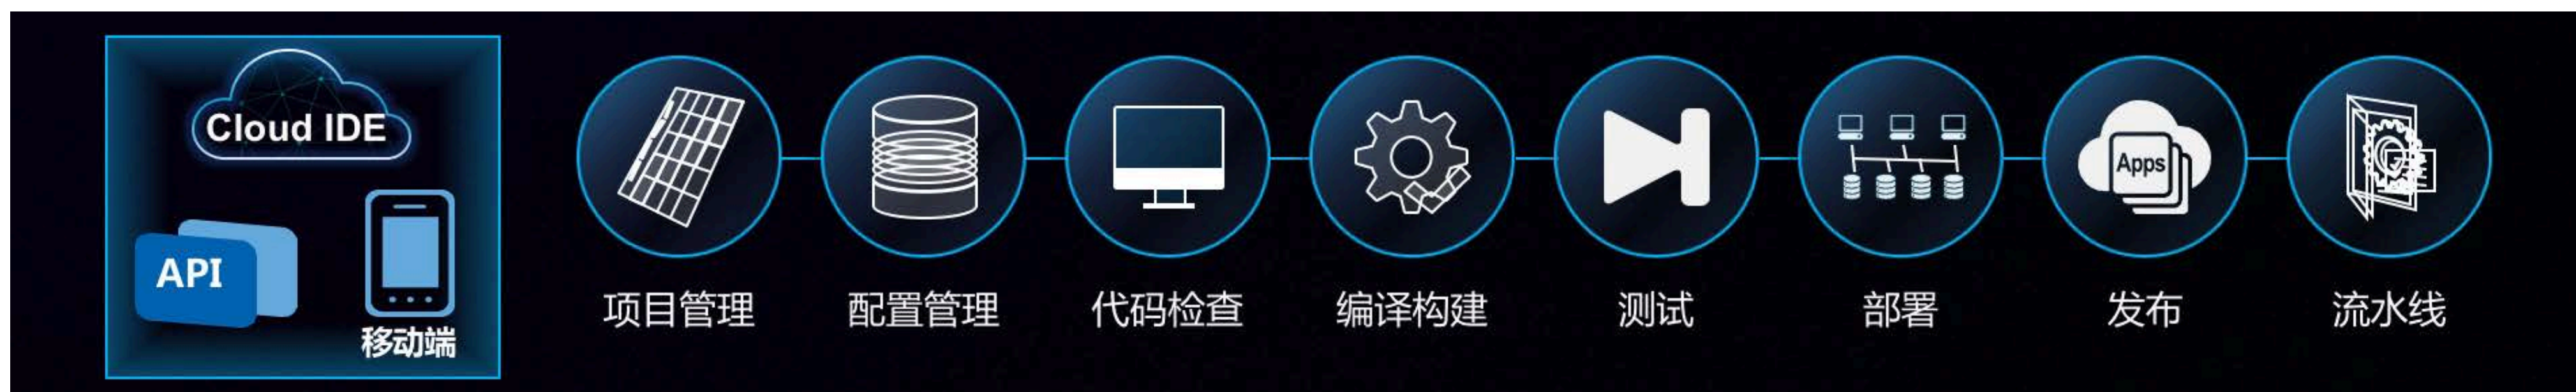 Cloud IDE
API
移动端
Apps
项目管理
配置管理
代码检查
编译构建
测试
部署
发布
流水线